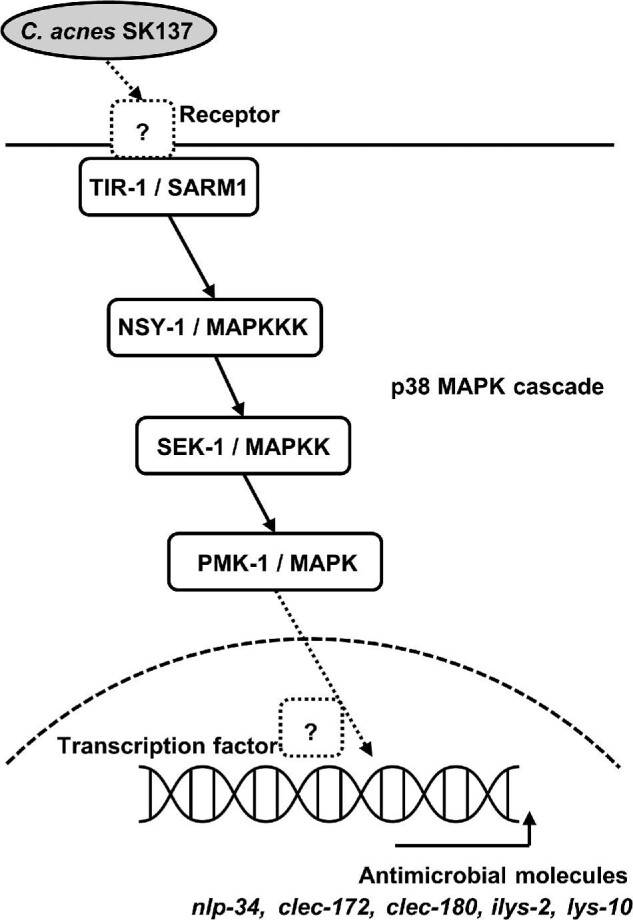 C. acnes SK137
Receptor
?
TIR-1 / SARM1
NSY-1 / MAPKKK
p38 MAPK cascade
SEK-1 / MAPKK
PMK-1 / MAPK
?
Transcription factor
Antimicrobial molecules
nlp-34, clec-172, clec-180, ilys-2, lys-10